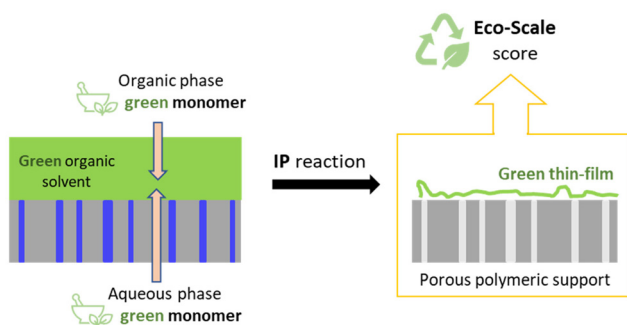 Organic phase
green monomer
Green organic
solvent
Aqueous phase
green monomer
IP reaction
Eco-Scale
score
Green thin-film
Porous polymeric support